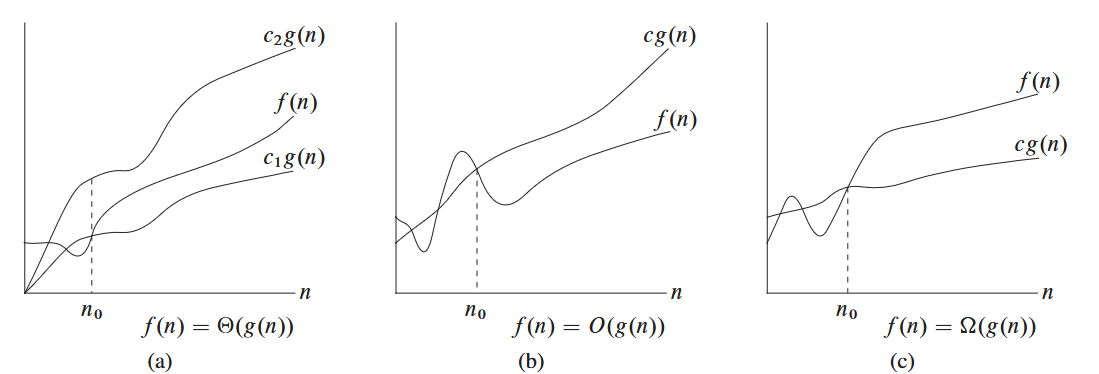 c₂g(n)
f(n)
c₁g(n)
n
n₀
f(n) = Θ(g(n))
(a)
cg(n)
f(n)
n
n₀
f(n) = O(g(n))
(b)
f(n)
cg(n)
n
n₀
f(n) = Ω(g(n))
(c)